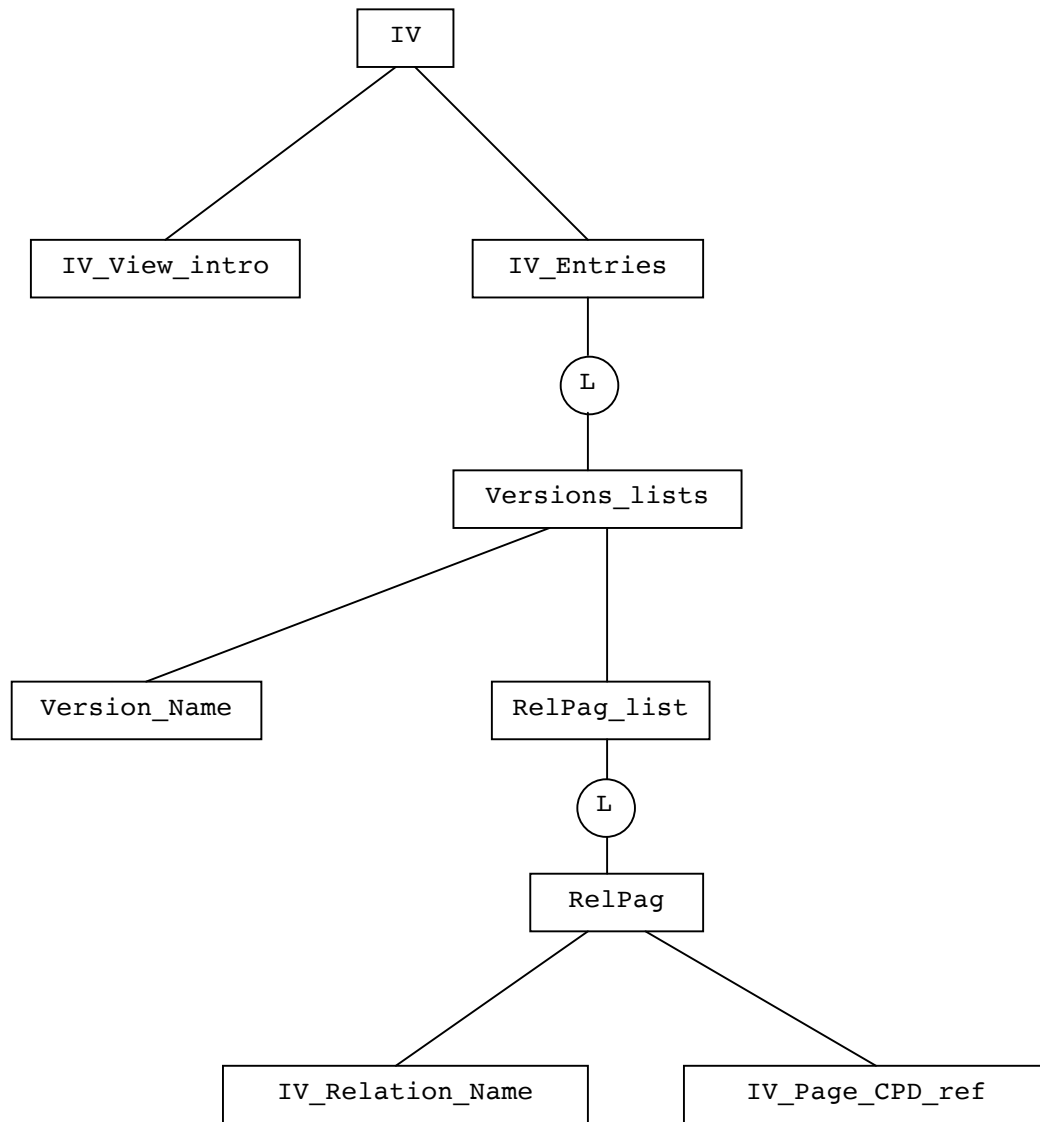 IV
IV_View_intro
IV_Entries
L
Versions_lists
Version_Name
RelPag_list
L
RelPag
IV_Relation_Name
IV_Page_CPD_ref